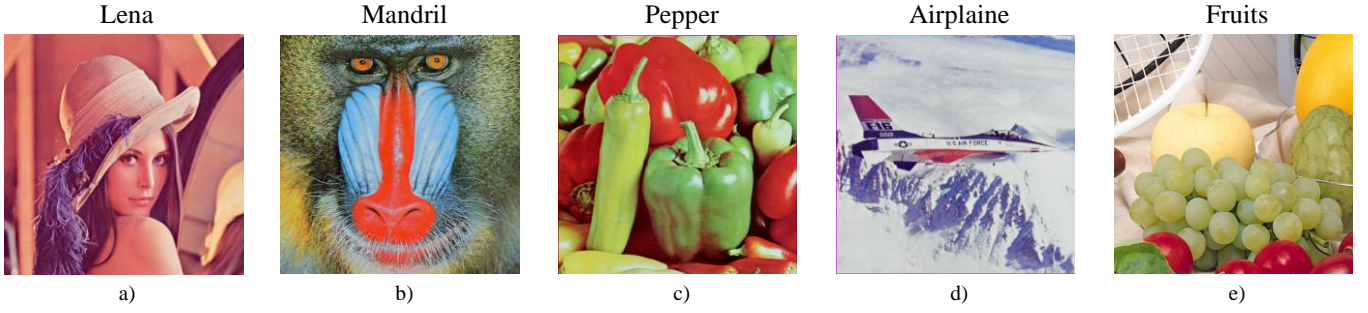 Lena Mandril Pepper Airplaine Fruits
F16
U.S. AIR FORCE
a) b) c) d) e)